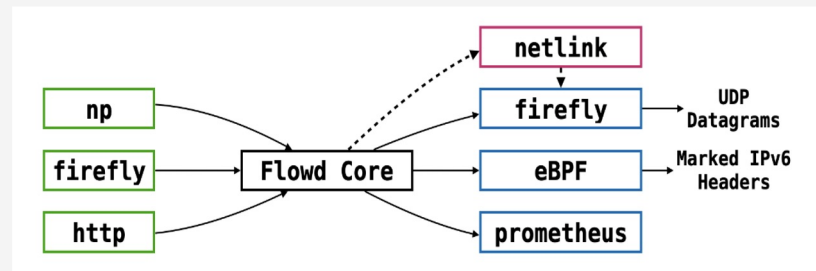 netlink
np
firefly
UDP
Datagrams
firefly
Flowd Core
eBPF
Marked IPv6
Headers
http
prometheus